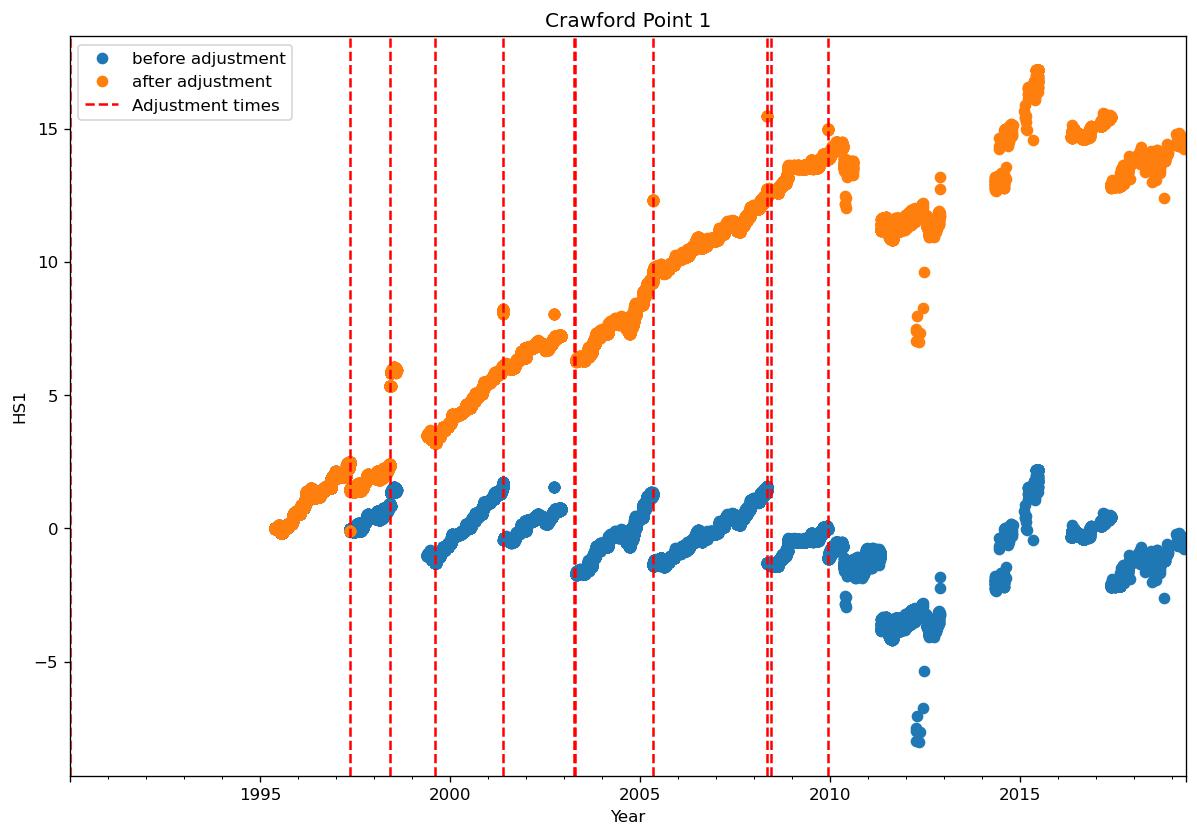 Crawford Point 1
before adjustment
after adjustment
Adjustment times
HS1
15
10
5
0
−5
1995
2000
2005
2010
2015
Year